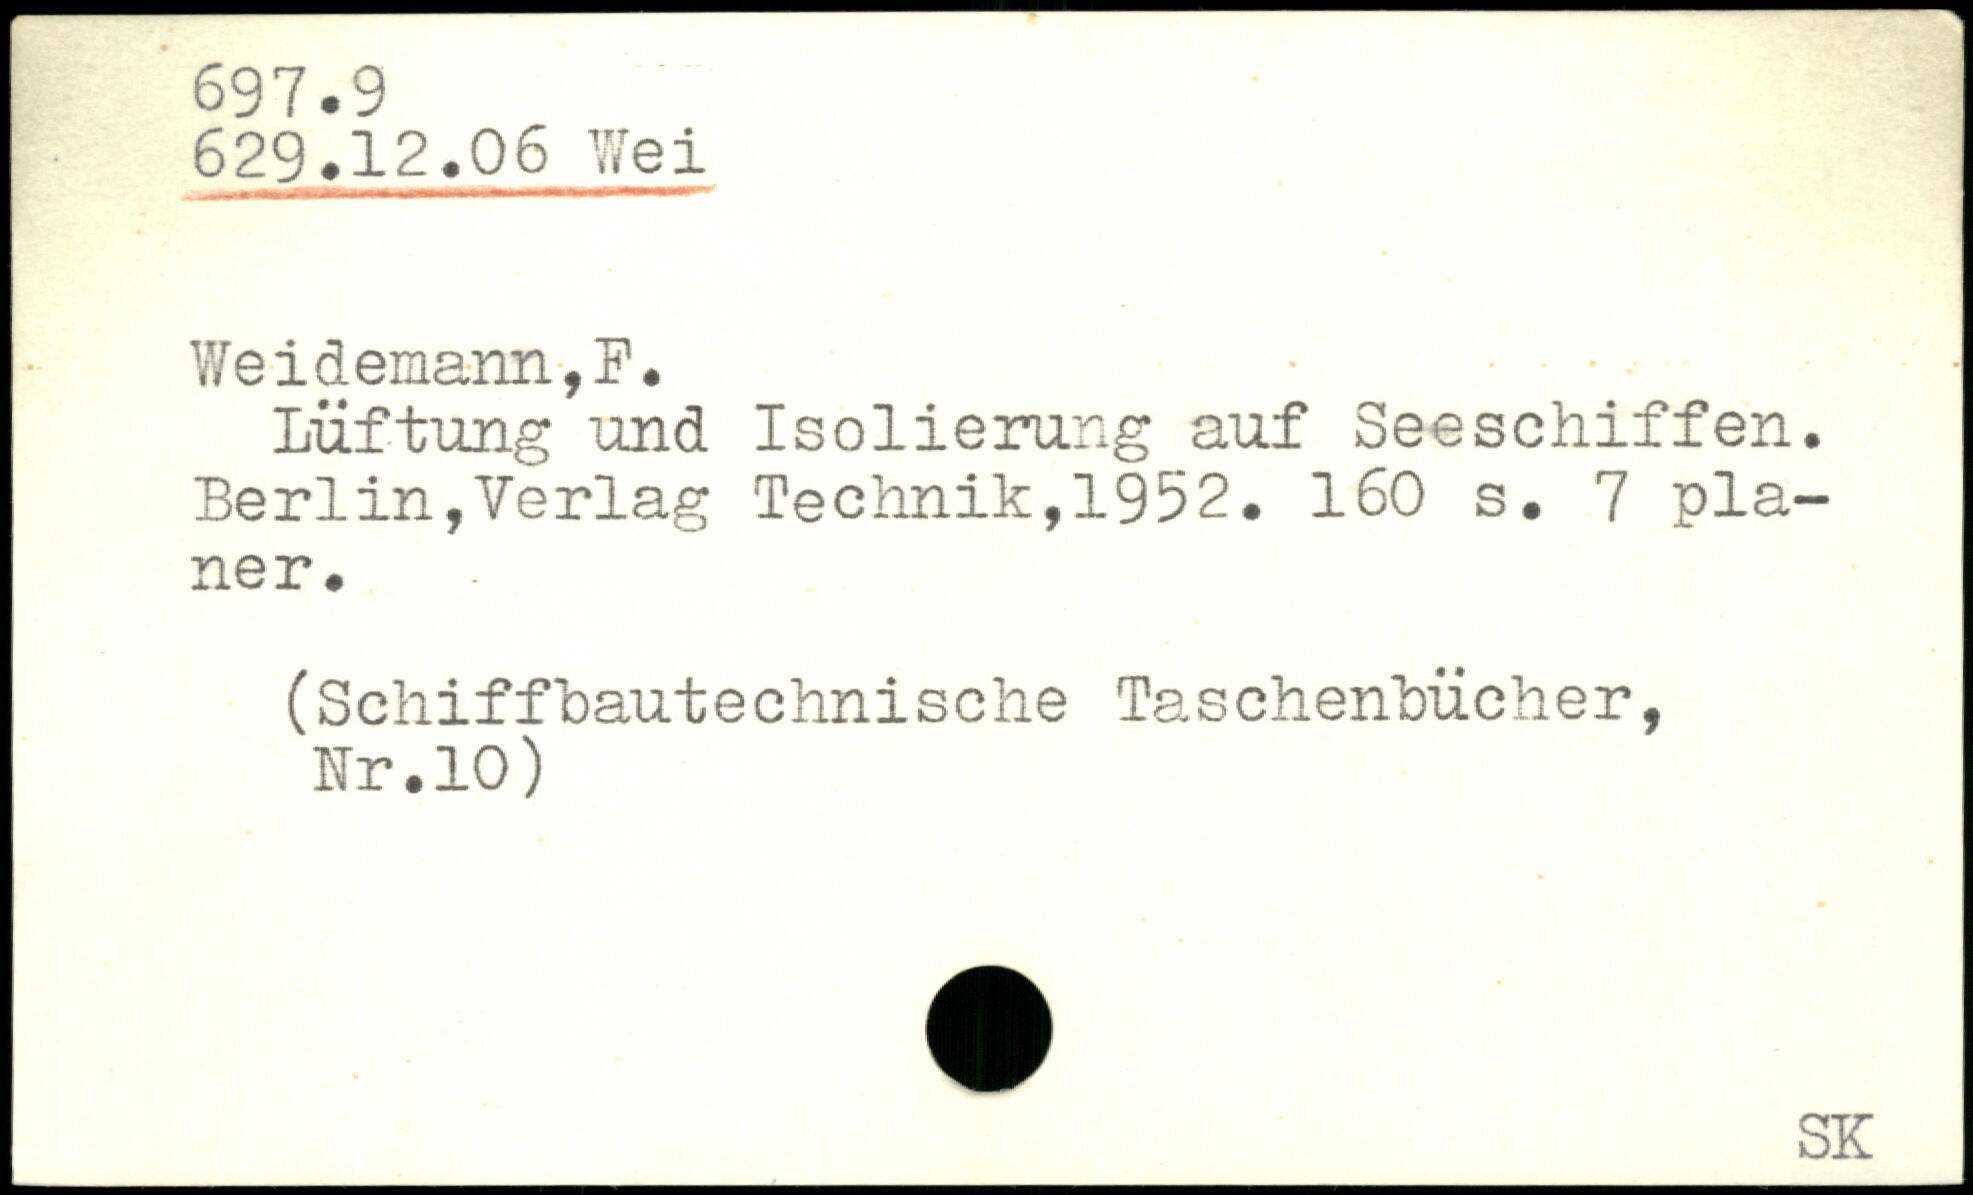 697.9
629.12.06 Wei
Weidemann,F.
Lüftung und Isolierung auf Seeschiffen.
Berlin,Verlag Technik,1952. 160 s. 7 pla-
ner.
(Schiffbautechnische Taschenbücher,
Nr.10)
SK